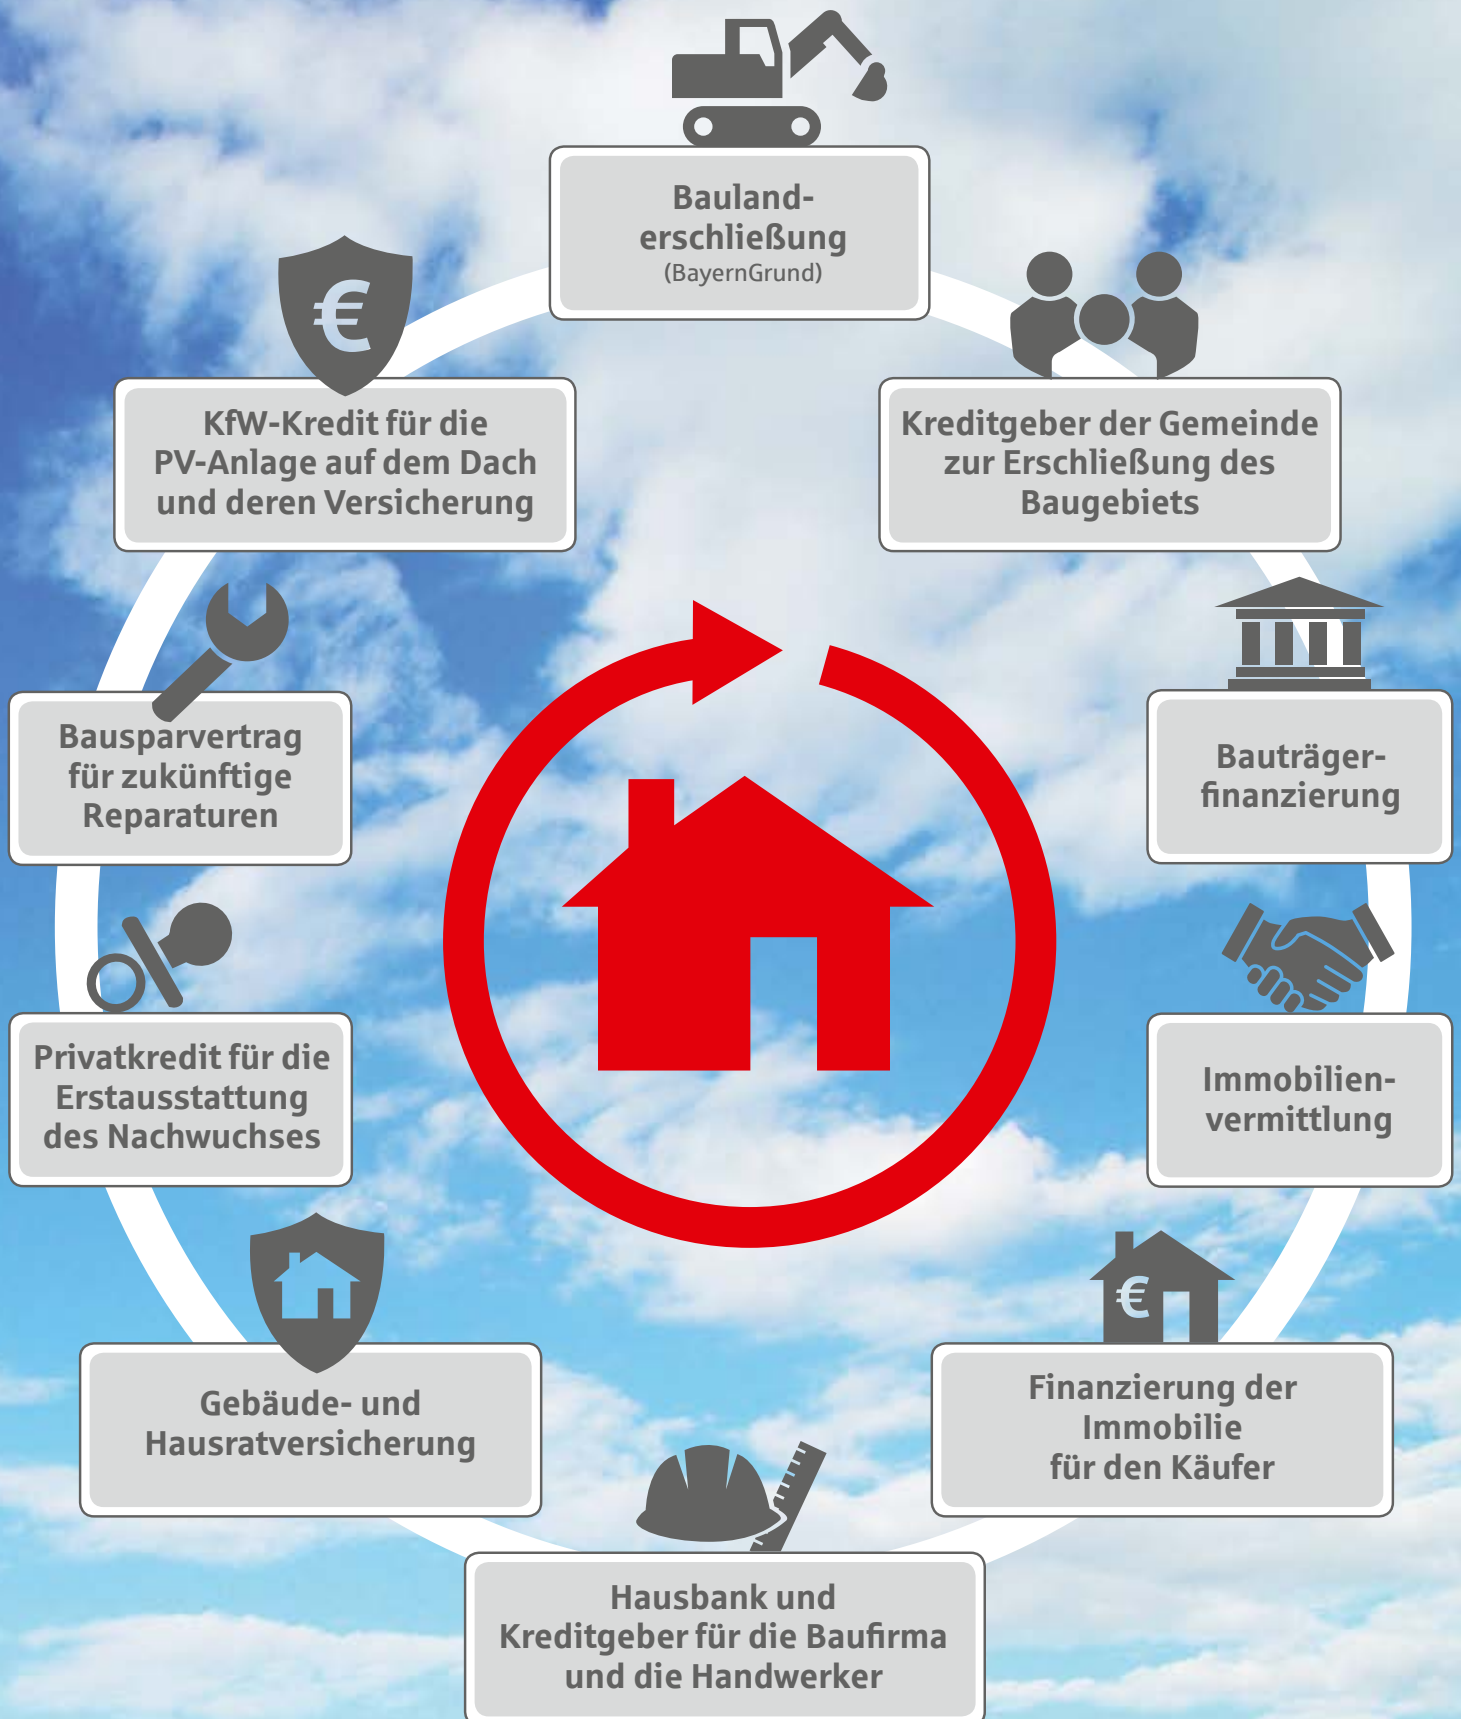 Bauland-
erschließung
(BayernGrund)
Kreditgeber der Gemeinde
zur Erschließung des
Baugebiets
Bauträger-
finanzierung
Immobilien-
vermittlung
Finanzierung der
Immobilie
für den Käufer
Hausbank und
Kreditgeber für die Baufirma
und die Handwerker
Gebäude- und
Hausratversicherung
Privatkredit für die
Erstausstattung
des Nachwuchses
Bausparvertrag
für zukünftige
Reparaturen
KfW-Kredit für die
PV-Anlage auf dem Dach
und deren Versicherung
€
€